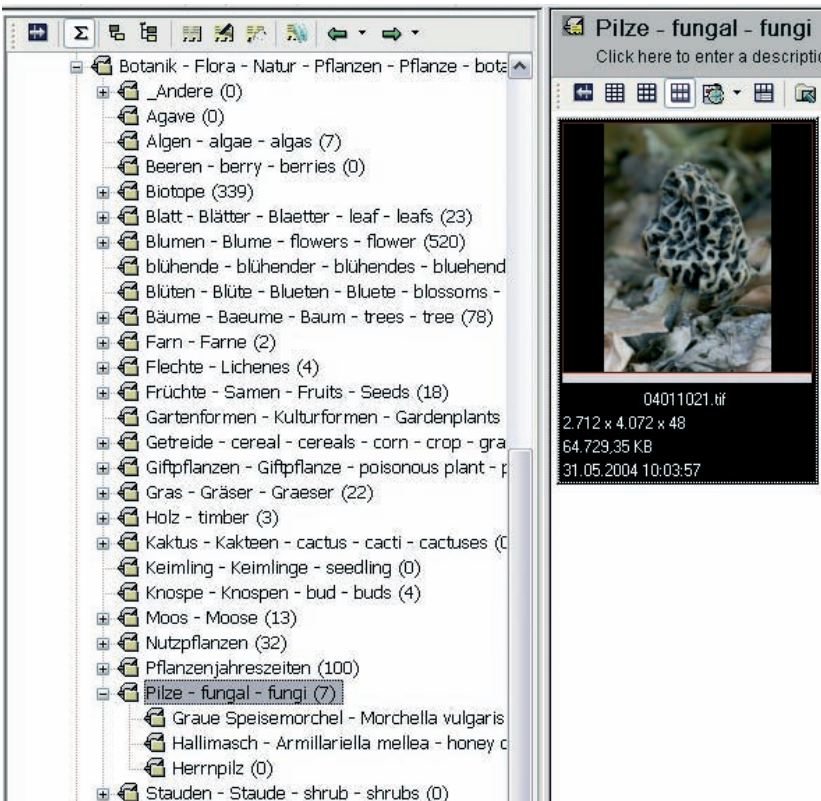 Botanik - Flora - Natur - Pflanzen - Pflanze - bota
_Andere (0)
Agave (0)
Algen - algae - algas (7)
Beeren - berry - berries (0)
Biotope (339)
Blatt - Blätter - Blaetter - leaf - leafs (23)
Blumen - Blume - flowers - flower (520)
blühende - blühender - blühendes - bluehend
Blüten - Blüte - Blueten - Bluete - blossoms -
Bäume - Baeume - Baum - trees - tree (78)
Farn - Farne (2)
Flechte - Lichenes (4)
Früchte - Samen - Fruits - Seeds (18)
Gartenformen - Kulturformen - Gardenplants
Getreide - cereal - cereals - corn - crop - gra
Giftpflanzen - Giftpflanze - poisonous plant - p
Gras - Gräser - Graeser (22)
Holz - timber (3)
Kaktus - Kakteen - cactus - cacti - cactuses (0
Keimling - Keimlinge - seedling (0)
Knospe - Knospen - bud - buds (4)
Moos - Moose (13)
Nutzpflanzen (32)
Pflanzenjahreszeiten (100)
Pilze - fungal - fungi (7)
Graue Speisemorchel - Morchella vulgaris
Hallimasch - Armillariella mellea - honey c
Herrnpilz (0)
Stauden - Staude - shrub - shrubs (0)
Pilze - fungal - fungi
Click here to enter a descriptio
04011021.tif
2.712 x 4.072 x 48
64.729,35 KB
31.05.2004 10:03:57